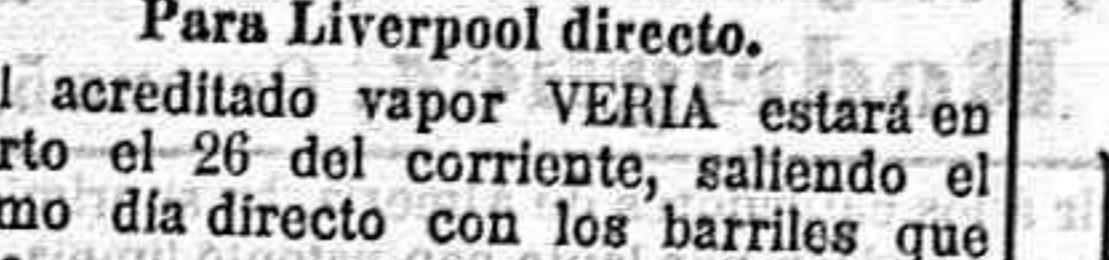 Para Liverpool directo.
l acreditado vapor VERIA estará en
rto el 26 del corriente, saliendo el
mo día directo con los barriles que